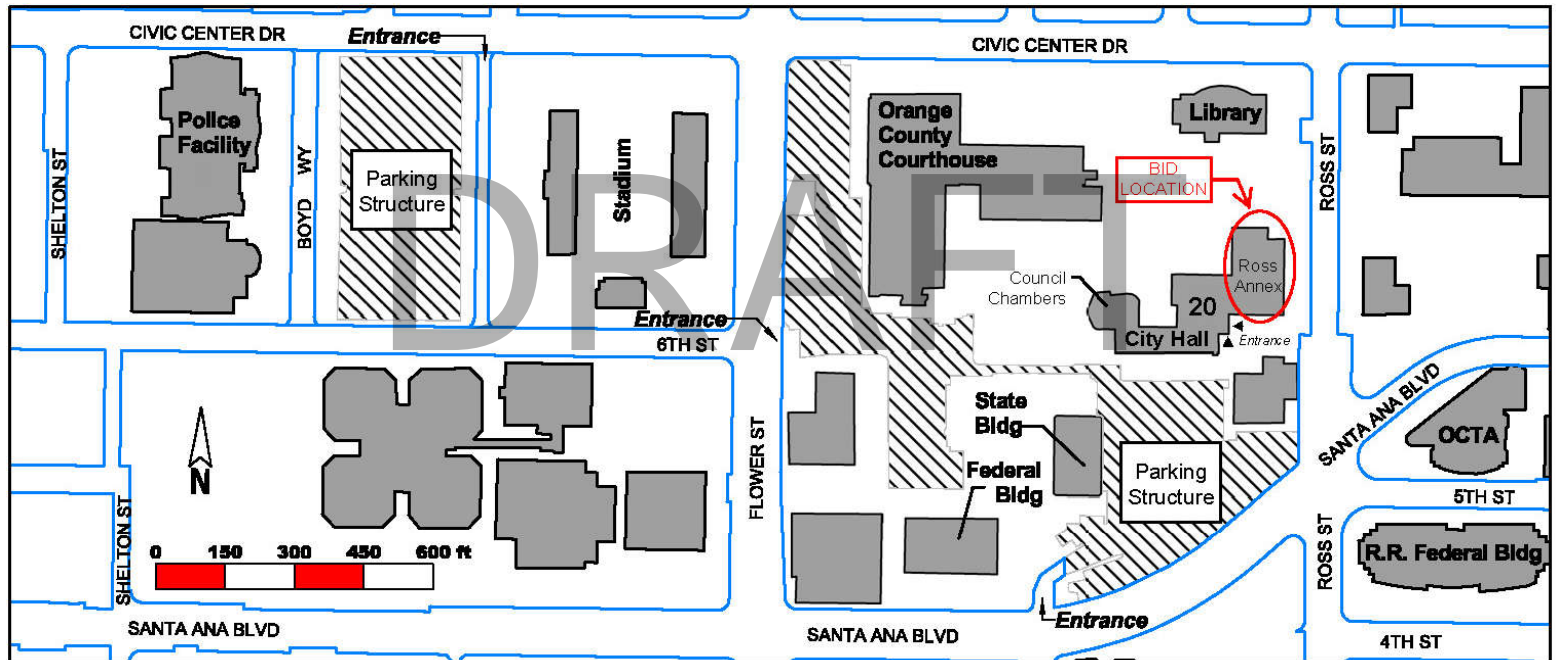 CIVIC CENTER DR
Entrance
CIVIC CENTER DR
Police
Facility
SHELTON ST
BOYD WY
Parking
Structure
Stadium
Orange
County
Courthouse
Library
BID
LOCATION
ROSS ST
DRAFT
Ross
Annex
Council
Chambers
20
City Hall
Entrance
Entrance
6TH ST
FLOWER ST
State
Bldg
Federal
Bldg
Parking
Structure
SANTA ANA BLVD
OCTA
5TH ST
N
SHELTON ST
0 150 300 450 600 ft
ROSS ST
R.R. Federal Bldg
Entrance
SANTA ANA BLVD
SANTA ANA BLVD
4TH ST